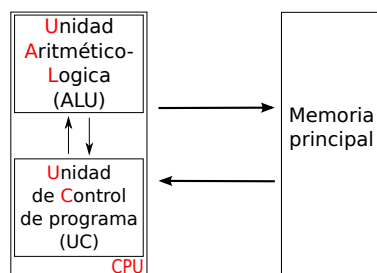 Unidad
Aritmético-
Logica
(ALU)
Unidad
de Control
de programa
(UC)
CPU
Memoria
principal